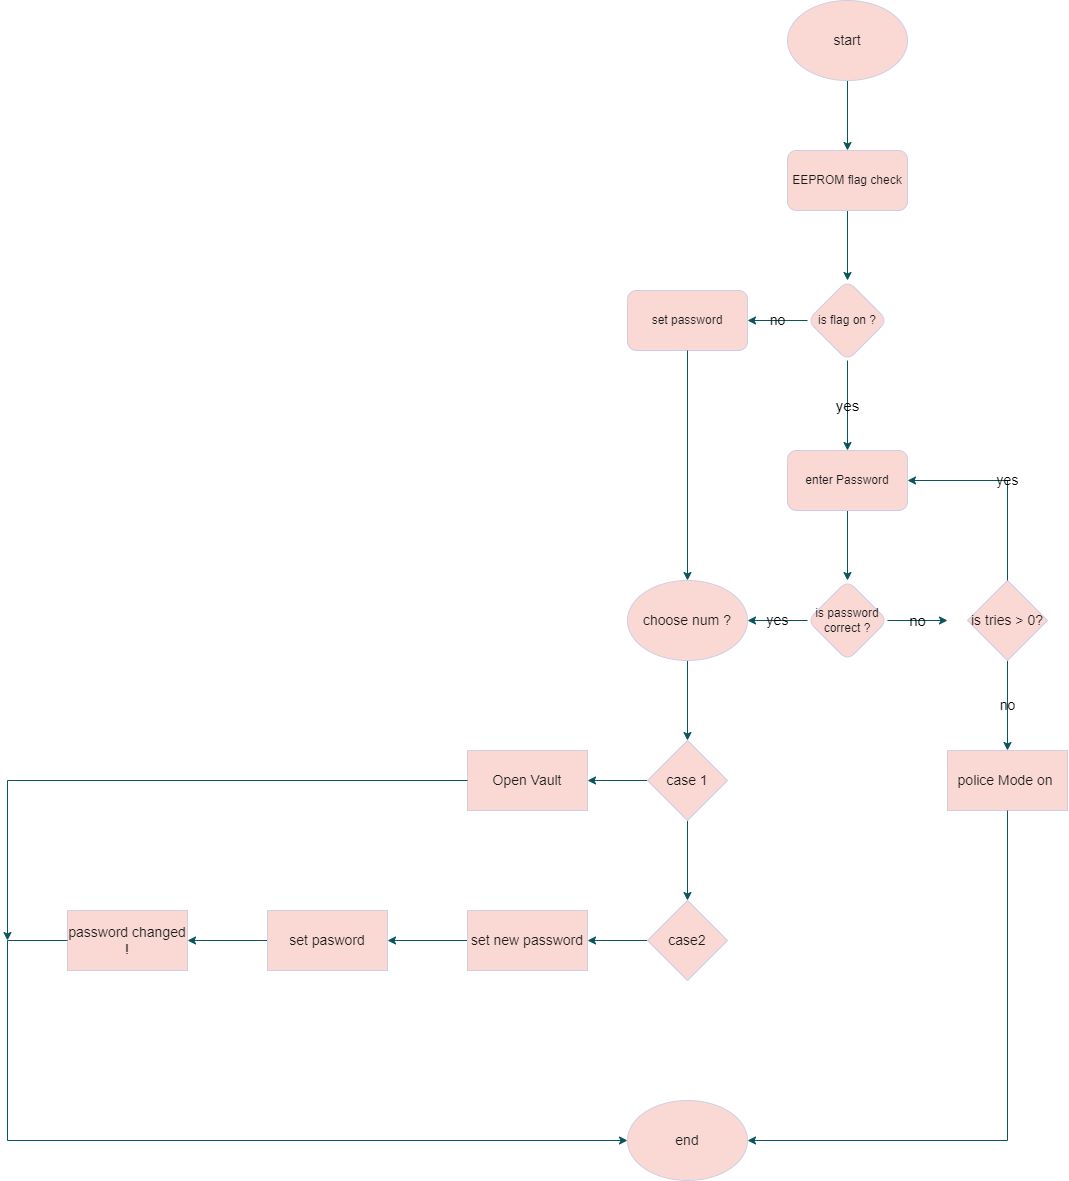 start
EEPROM flag check
set password
no
is flag on ?
yes
enter Password
yes
choose num ?
yes
is password
correct ?
no
is tries > 0?
no
Open Vault
case 1
police Mode on
password changed
!
set pasword
set new password
case2
end